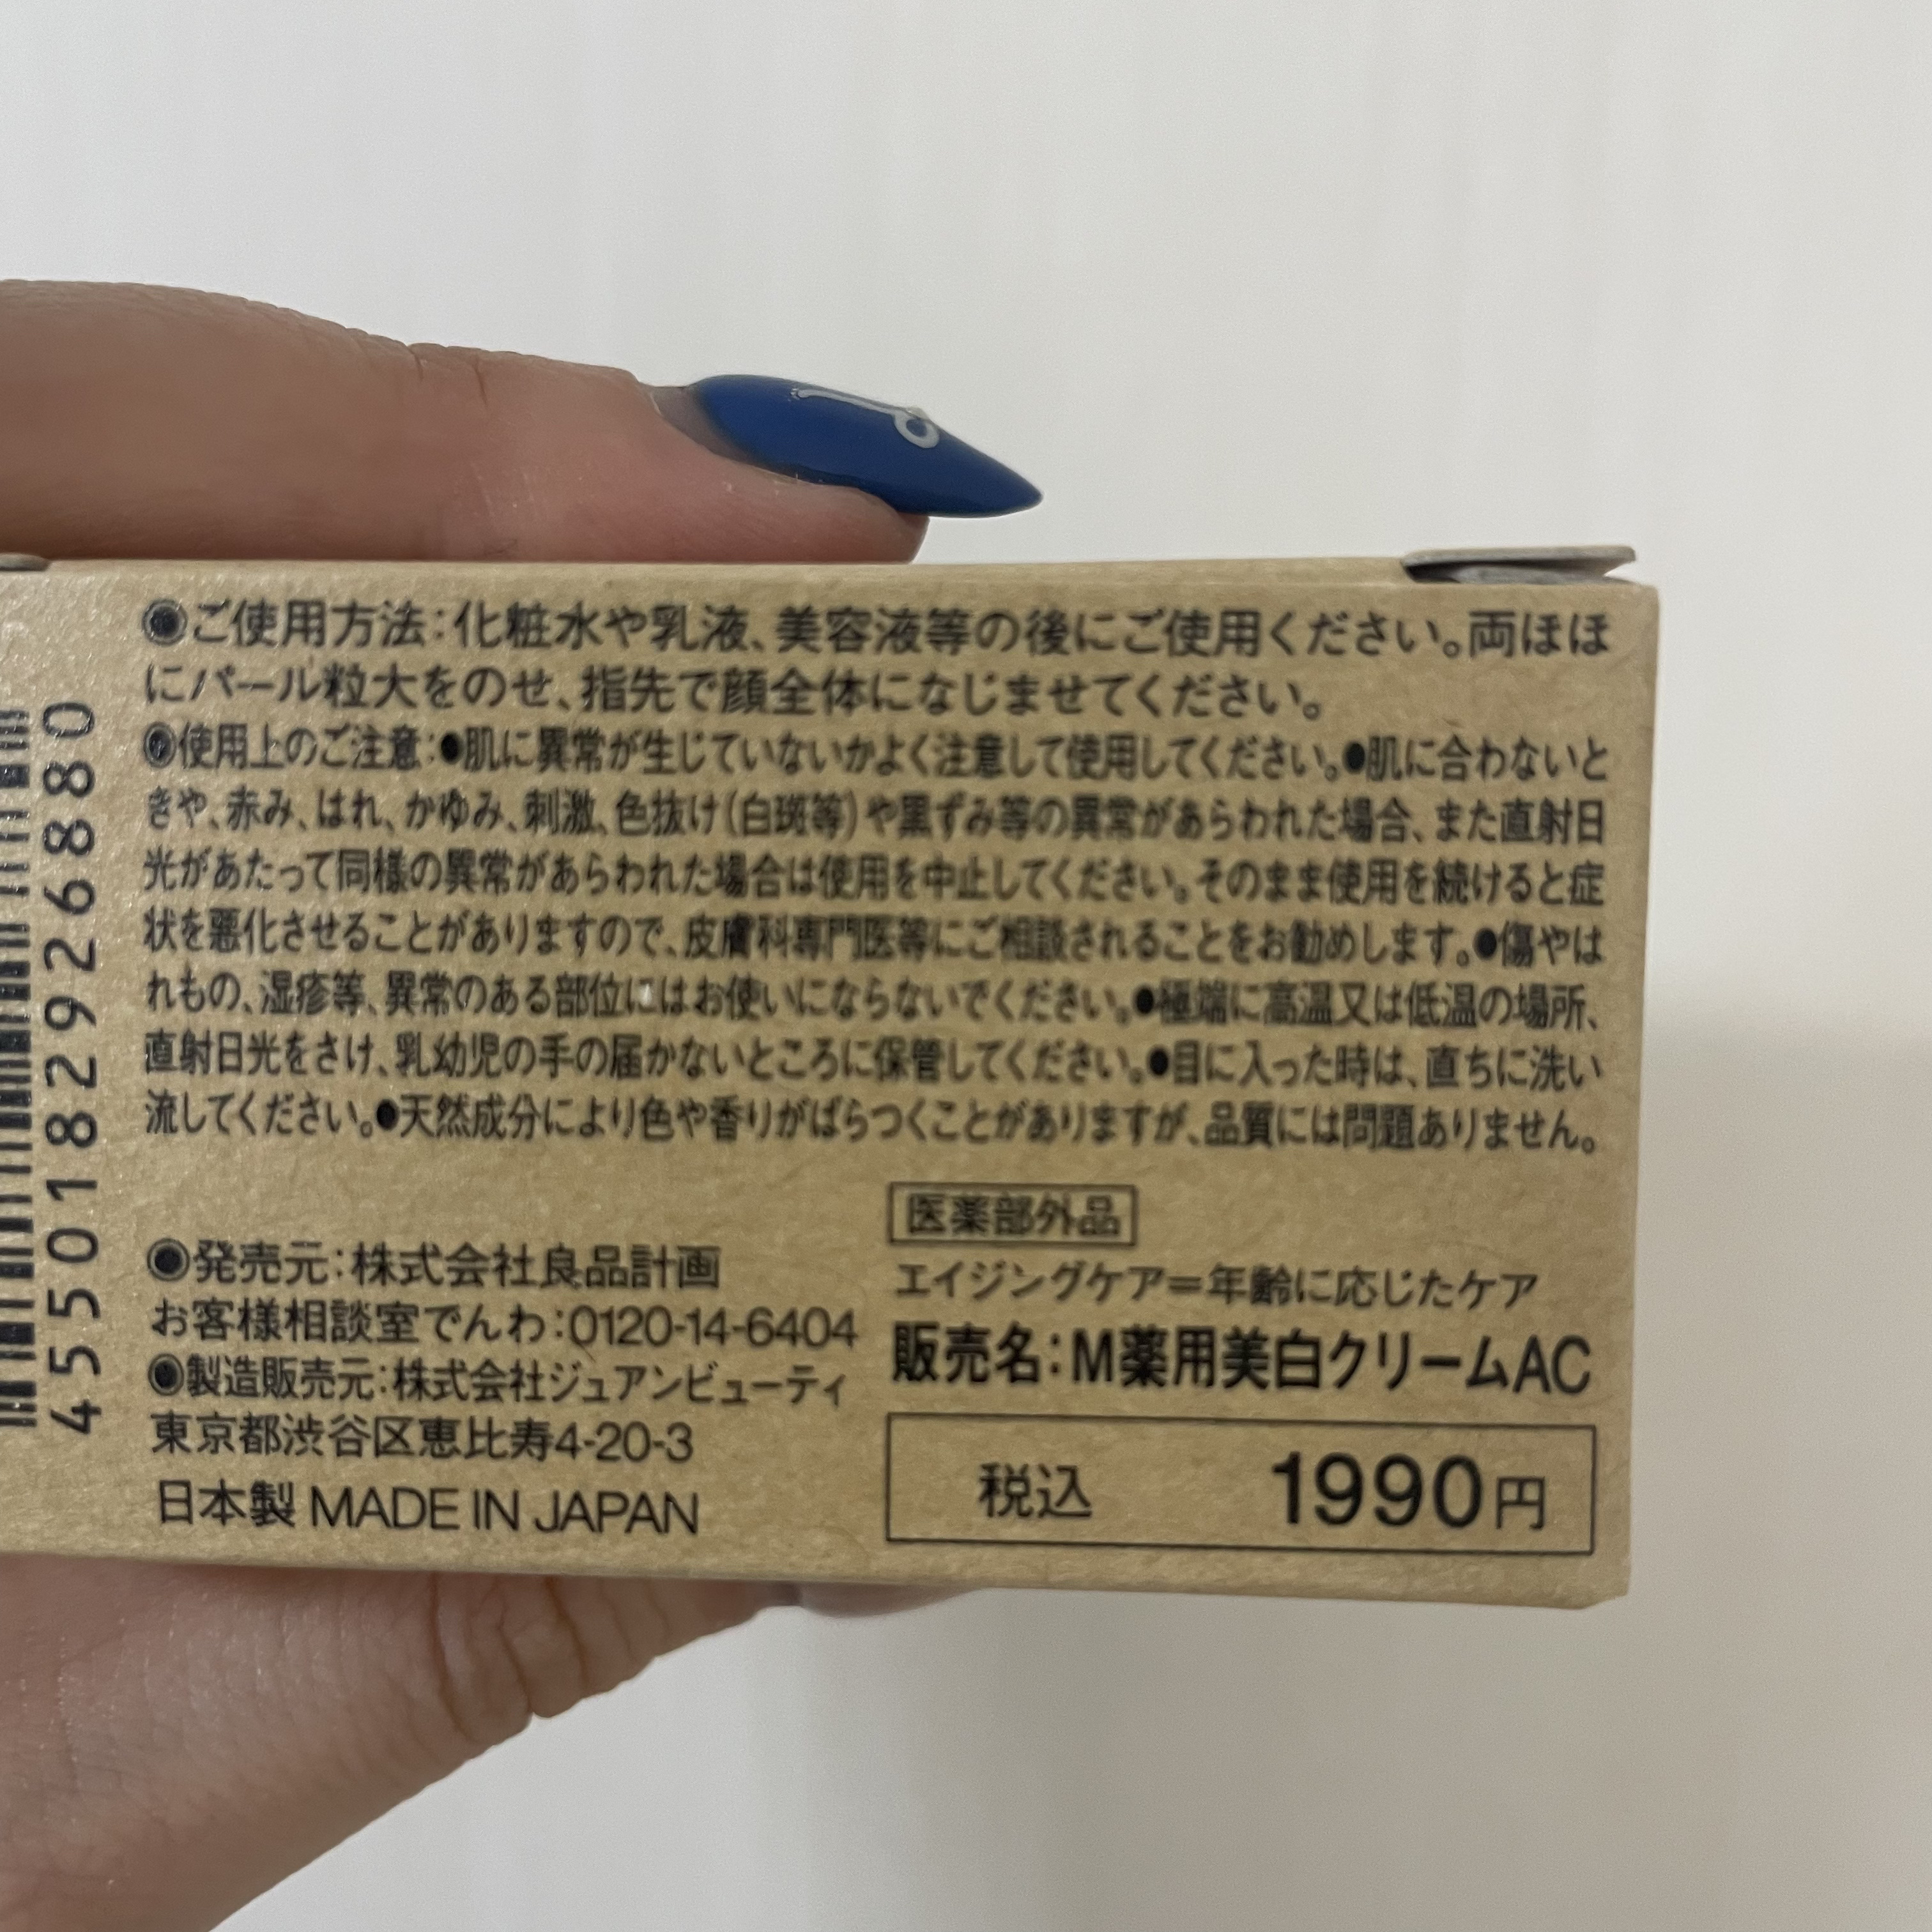 ◉ご使用方法：化粧水や乳液、美容液等の後にご使用ください。両ほほ
にパール粒大をのせ、指先で顔全体になじませてください。
◉使用上のご注意：●肌に異常が生じていないかよく注意して使用してください。●肌に合わないと
きや、赤み、はれ、かゆみ、刺激、色抜け（白斑等）や黒ずみ等の異常があらわれた場合、また直射日
光があたって同様の異常があらわれた場合は使用を中止してください。そのまま使用を続けると症
状を悪化させることがありますので、皮膚科専門医等にご相談されることをお勧めします。●傷やは
れもの、湿疹等、異常のある部位にはお使いにならないでください。●極端に高温又は低温の場所、
直射日光をさけ、乳幼児の手の届かないところに保管してください。●目に入った時は、直ちに洗い
流してください。●天然成分により色や香りがばらつくことがありますが、品質には問題ありません。
◉発売元：株式会社良品計画
お客様相談室でんわ：0120-14-6404
◉製造販売元：株式会社ジュアンビューティ
東京都渋谷区恵比寿4-20-3
日本製 MADE IN JAPAN
医薬部外品
エイジングケア＝年齢に応じたケア
販売名：M薬用美白クリームAC
税込 1990円
4550182926880